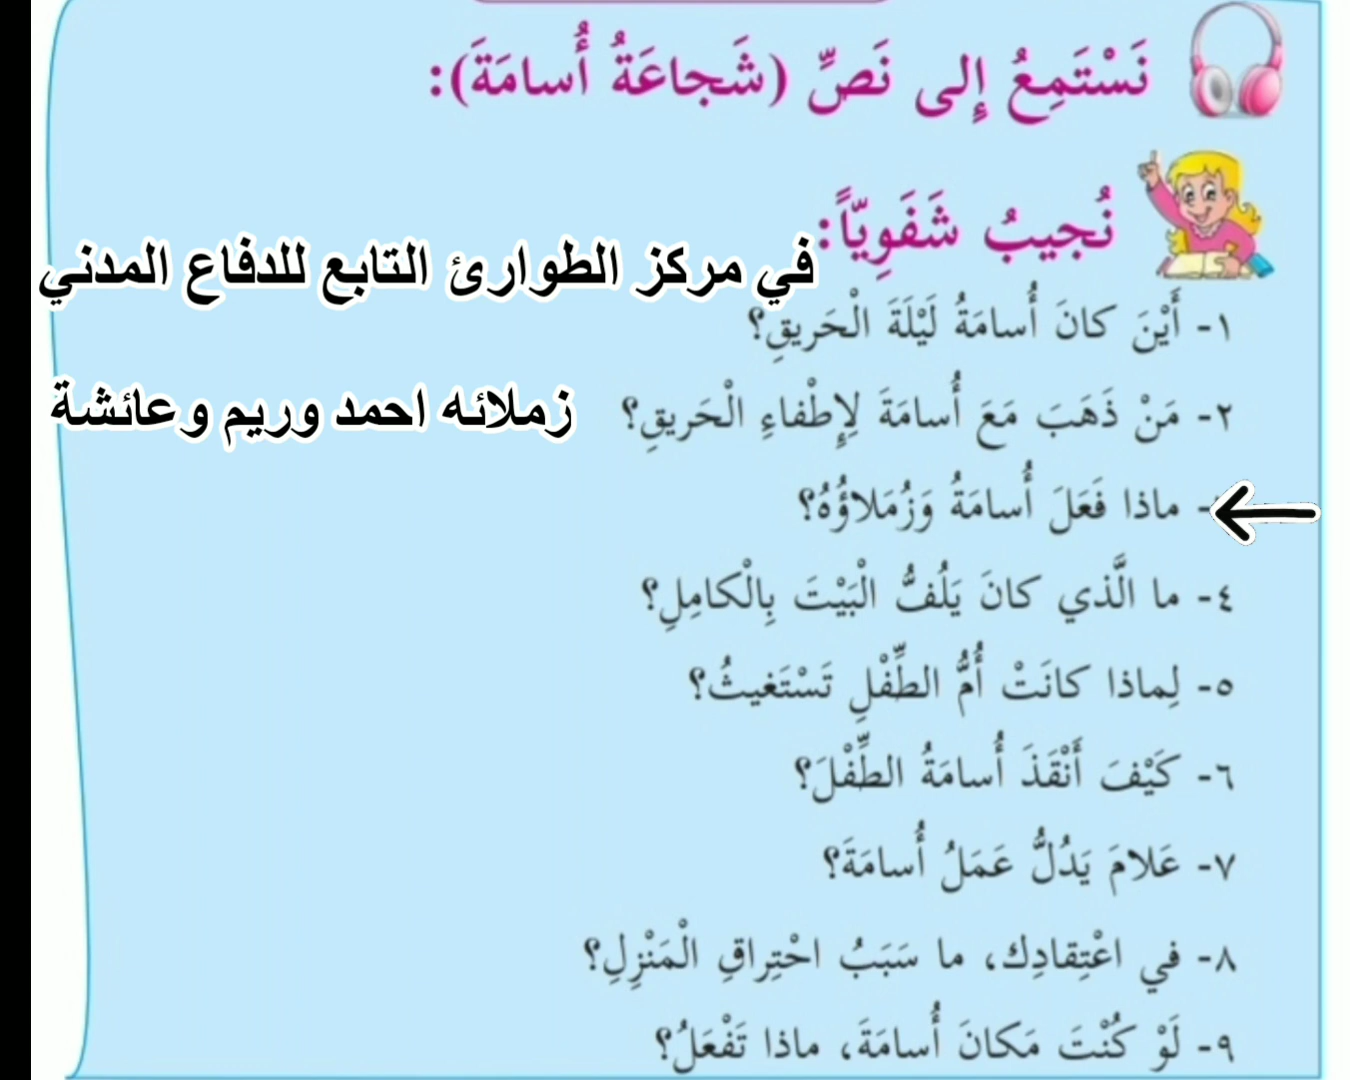 نَسْتَمِعُ إِلى نَصِّ (شَجاعَةُ أُسامَةَ):
نُجيبُ شَفَوِيّاً:
في مركز الطوارئ التابع للدفاع المدني
١- أَيْنَ كانَ أُسامَةُ لَيْلَةَ الْحَريقِ؟
٢- مَنْ ذَهَبَ مَعَ أُسامَةَ لِإِطْفاءِ الْحَريقِ؟
زملائه احمد وريم وعائشة
- ماذا فَعَلَ أُسامَةُ وَزُمَلاؤُهُ؟
٤- ما الَّذي كانَ يَلُفُّ الْبَيْتَ بِالْكامِلِ؟
٥- لِماذا كانَتْ أُمُّ الطِّفْلِ تَسْتَغيثُ؟
٦- كَيْفَ أَنْقَذَ أُسامَةُ الطِّفْلَ؟
٧- عَلامَ يَدُلُّ عَمَلُ أُسامَةَ؟
٨- في اعْتِقادِك، ما سَبَبُ احْتِراقِ الْمَنْزِلِ؟
٩- لَوْ كُنْتَ مَكانَ أُسامَةَ، ماذا تَفْعَلُ؟